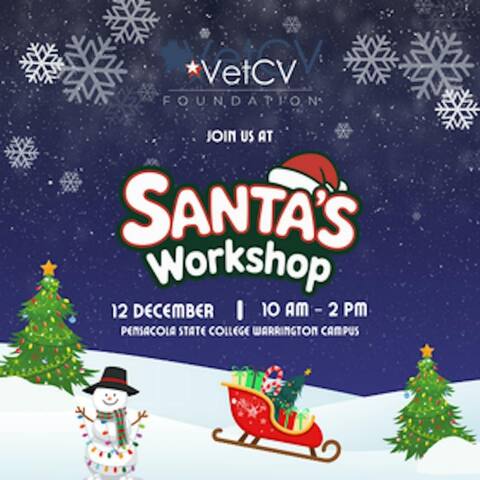 VetCV
FOUNDATION
JOIN US AT
SANTA'S
Workshop
12 DECEMBER | 10 AM – 2 PM
PENSACOLA STATE COLLEGE WARRINGTON CAMPUS